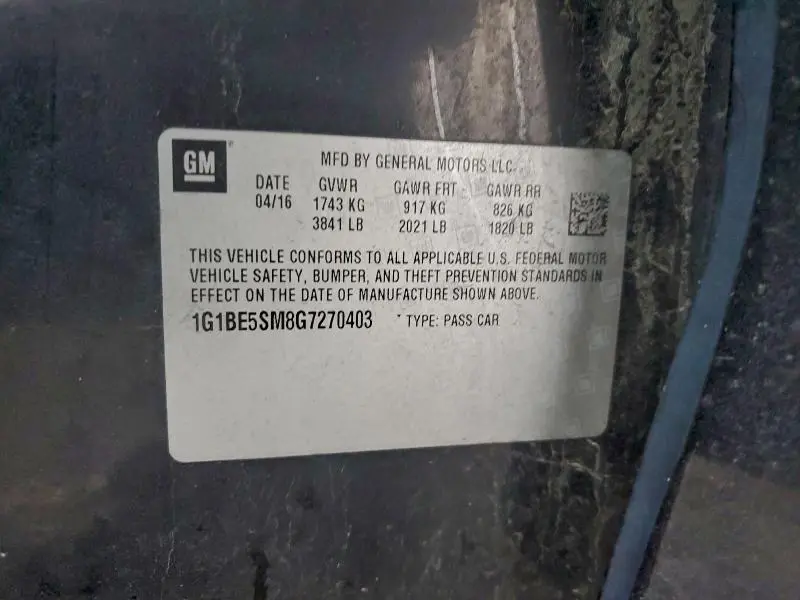 GM
MFD BY GENERAL MOTORS LLC
DATE GVWR GAWR FRT GAWR RR
04/16 1743 KG 917 KG 826 KG
3841 LB 2021 LB 1820 LB
THIS VEHICLE CONFORMS TO ALL APPLICABLE U.S. FEDERAL MOTOR
VEHICLE SAFETY, BUMPER, AND THEFT PREVENTION STANDARDS IN
EFFECT ON THE DATE OF MANUFACTURE SHOWN ABOVE.
1G1BE5SM8G7270403 TYPE: PASS CAR